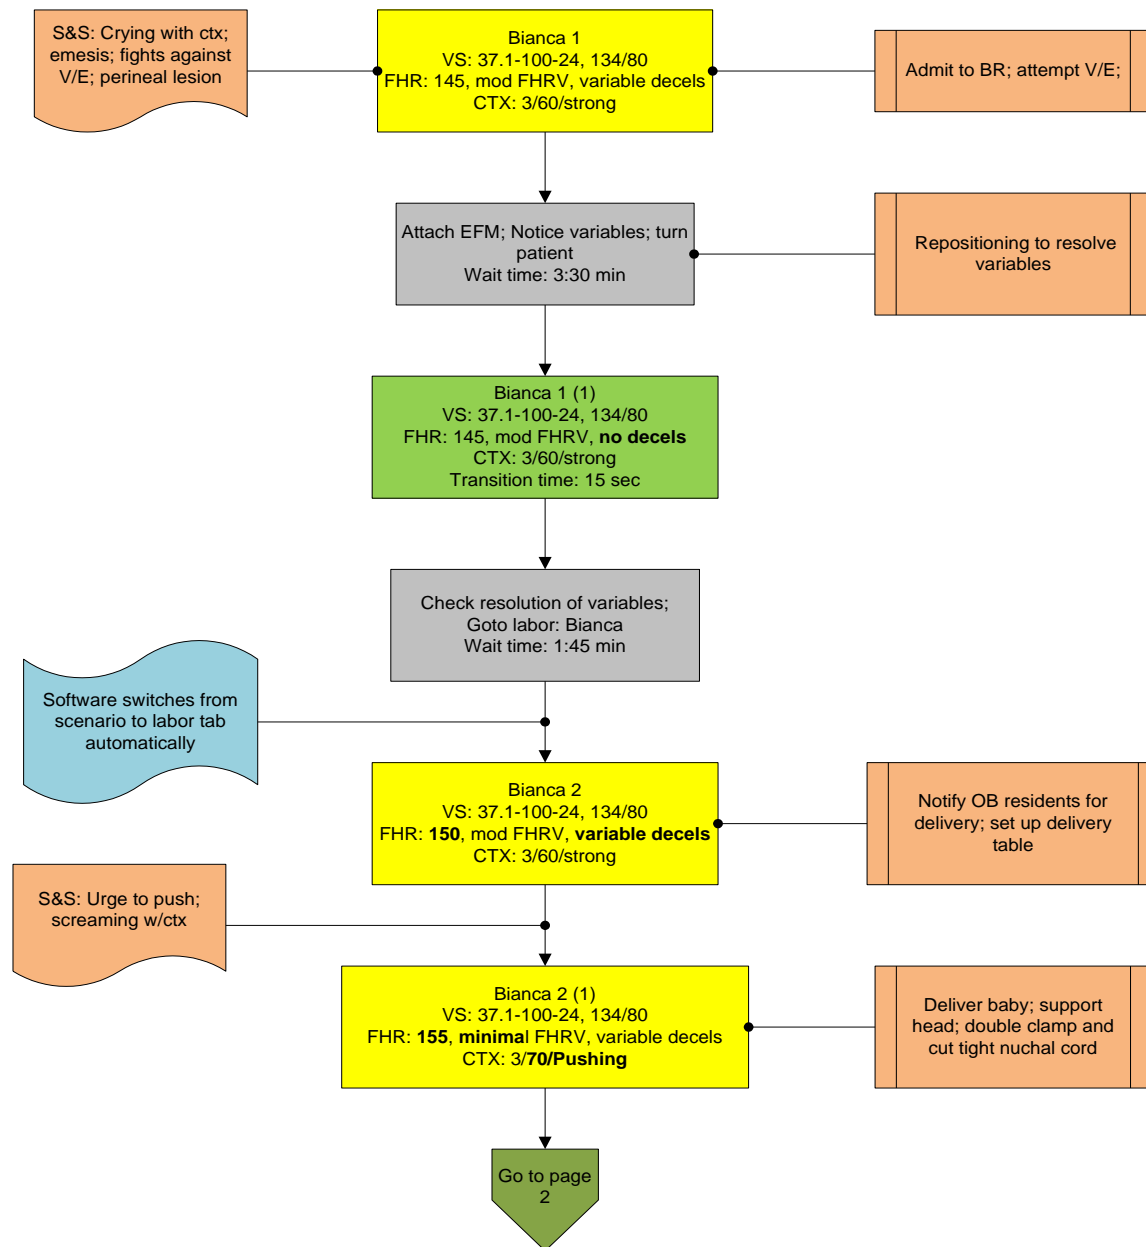 S&S: Crying with ctx;
emesis; fights against
V/E; perineal lesion
Bianca 1
VS: 37.1-100-24, 134/80
FHR: 145, mod FHRV, variable decels
CTX: 3/60/strong
Admit to BR; attempt V/E;
Attach EFM; Notice variables; turn
patient
Wait time: 3:30 min
Repositioning to resolve
variables
Bianca 1 (1)
VS: 37.1-100-24, 134/80
FHR: 145, mod FHRV, no decels
CTX: 3/60/strong
Transition time: 15 sec
Check resolution of variables;
Goto labor: Bianca
Wait time: 1:45 min
Software switches from
scenario to labor tab
automatically
Bianca 2
VS: 37.1-100-24, 134/80
FHR: 150, mod FHRV, variable decels
CTX: 3/60/strong
Notify OB residents for
delivery; set up delivery
table
S&S: Urge to push;
screaming w/ctx
Bianca 2 (1)
VS: 37.1-100-24, 134/80
FHR: 155, minimal FHRV, variable decels
CTX: 3/70/Pushing
Deliver baby; support
head; double clamp and
cut tight nuchal cord
Go to page
2